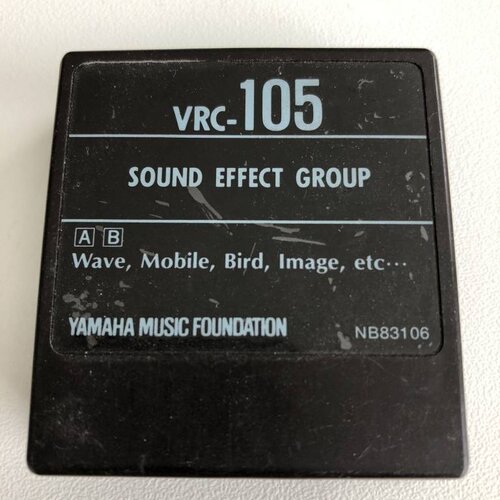 VRC-105
SOUND EFFECT GROUP
A B
Wave, Mobile, Bird, Image, etc···
YAMAHA MUSIC FOUNDATION NB83106